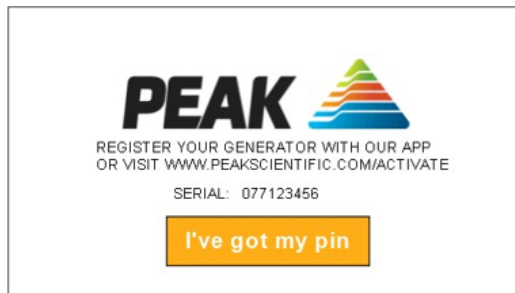 PEAK
REGISTER YOUR GENERATOR WITH OUR APP
OR VISIT WWW.PEAKSCIENTIFIC.COM/ACTIVATE
SERIAL: 077123456
I've got my pin